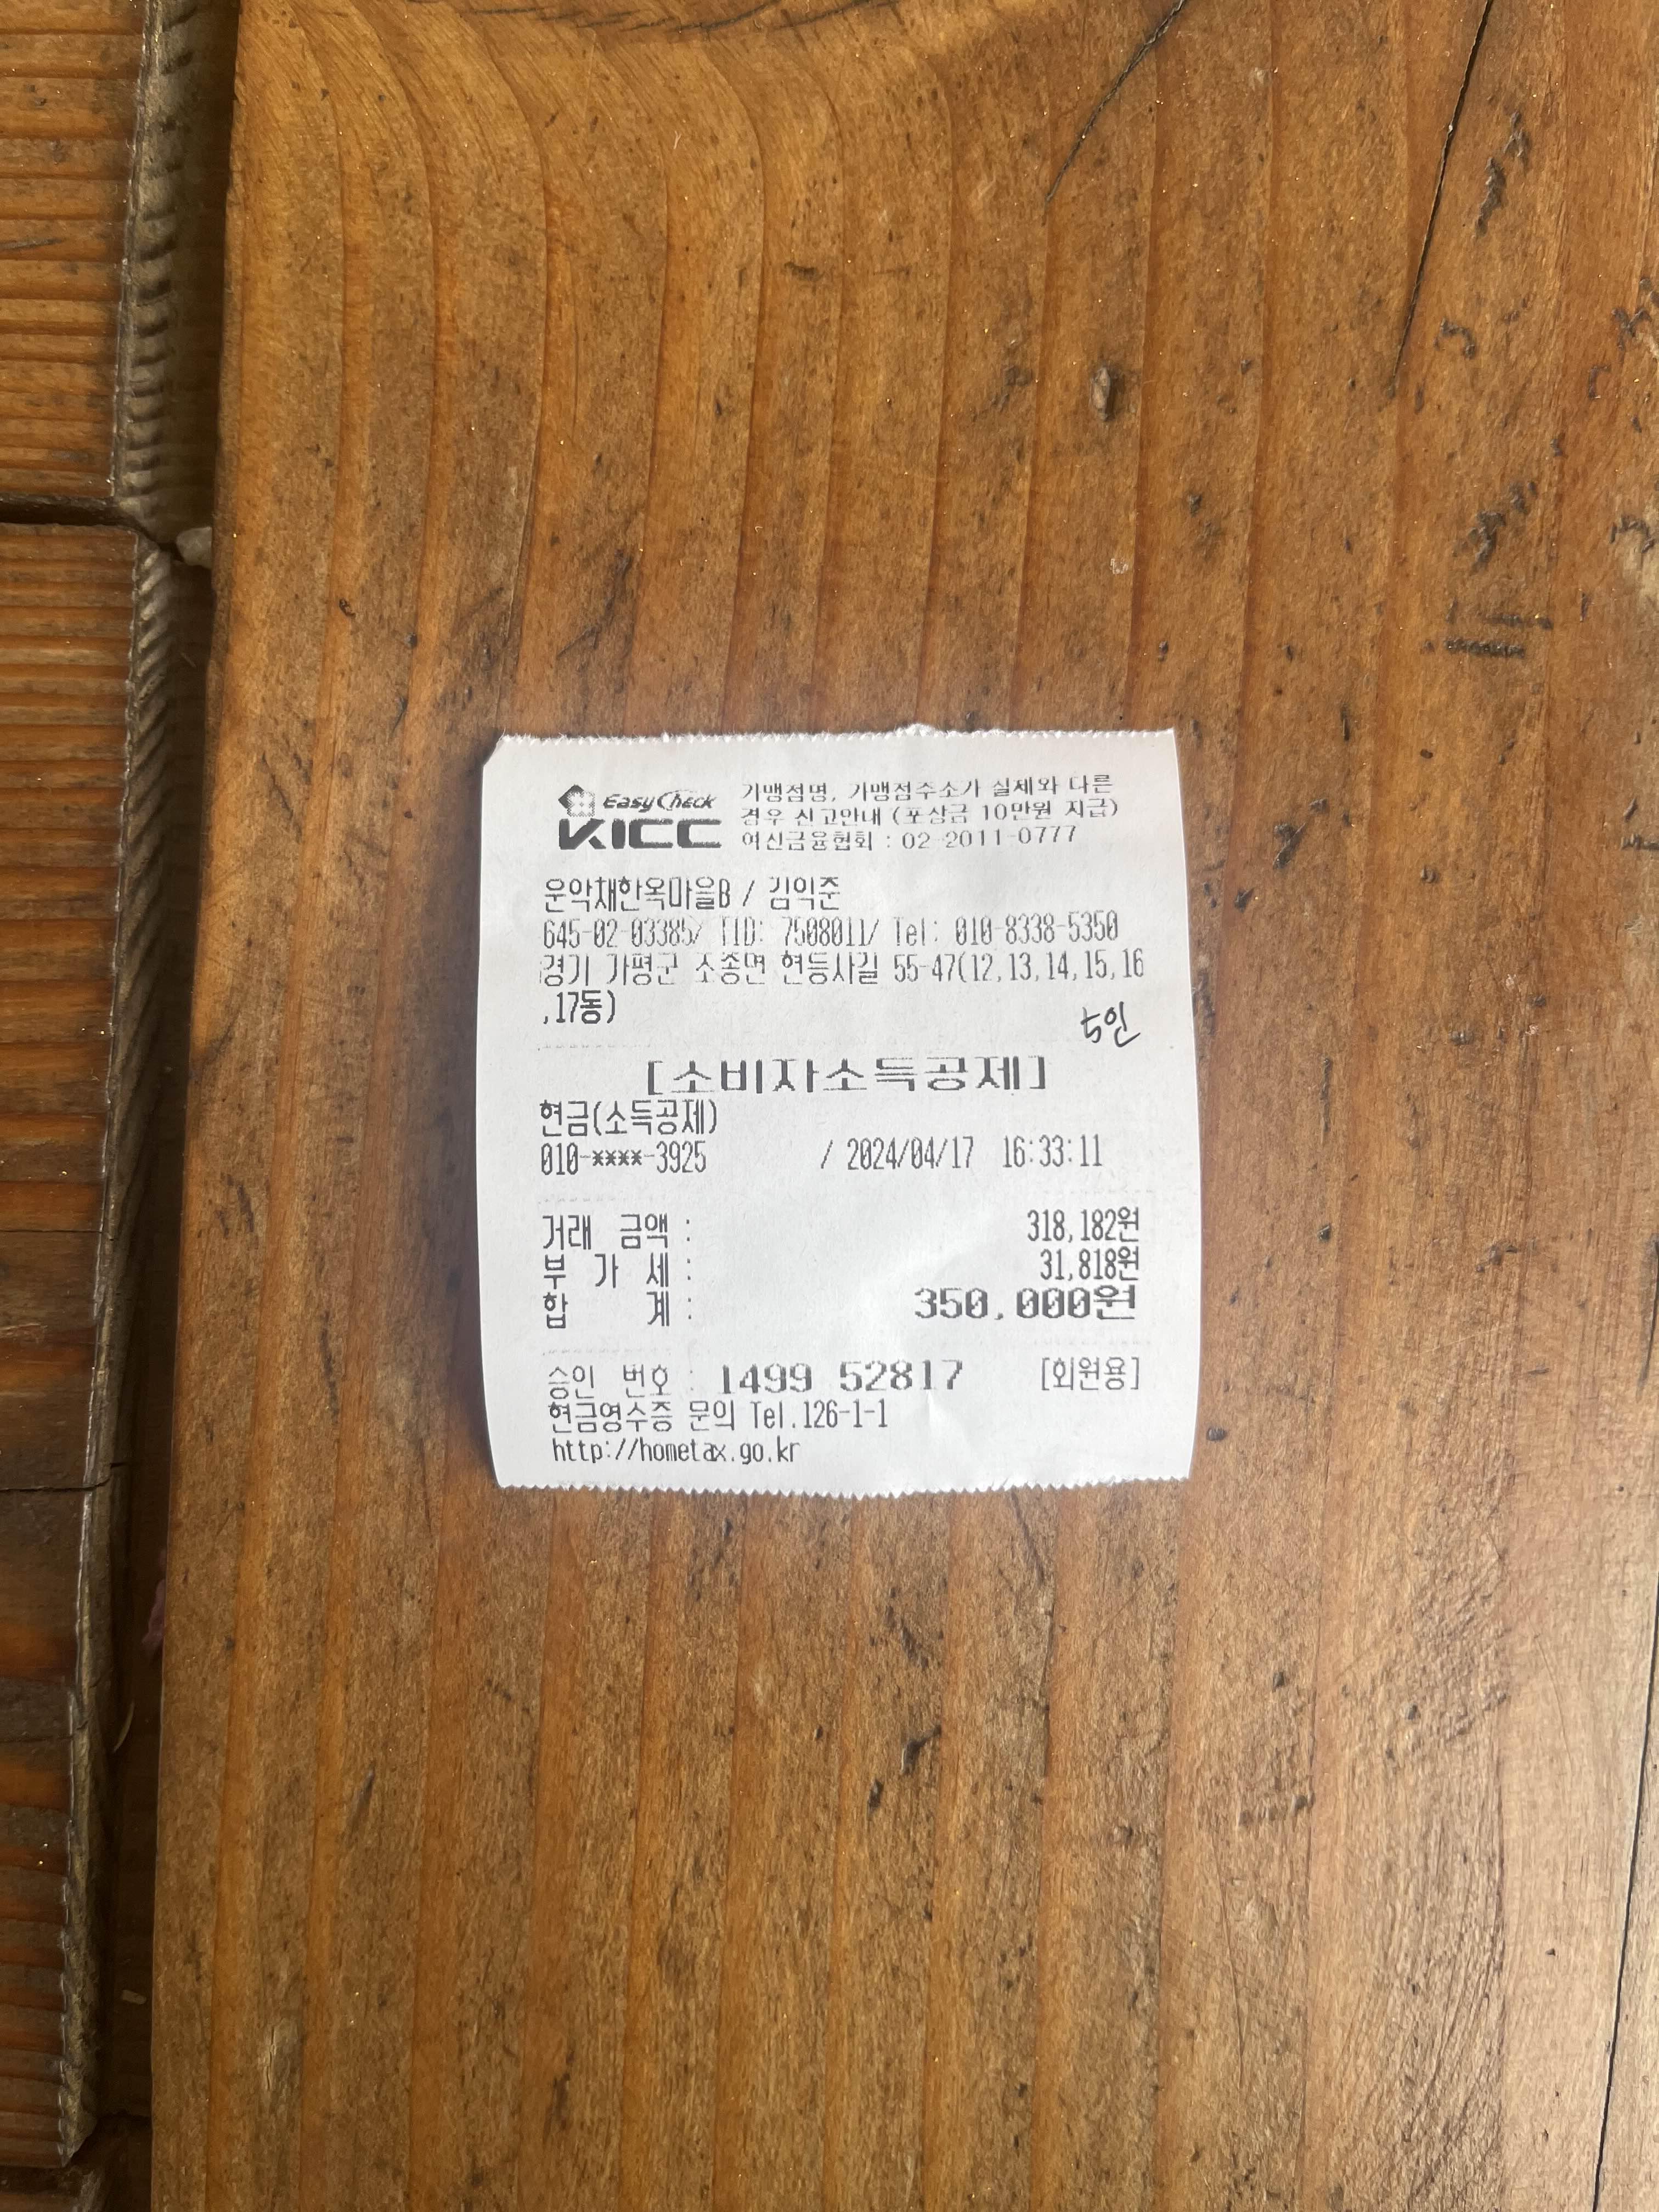 EasyCheck
KICC
가맹점명, 가맹점주소가 실제와 다른
경우 신고안내 (포상금 10만원 지급)
여신금융협회 : 02-2011-0777
운악채한옥마을B / 김익준
645-02-03385/ TID: 7508011/ Tel: 010-8338-5350
경기 가평군 소종면 현등사길 55-47(12,13,14,15,16
,17동)
5인
[소비자소득공제]
현금(소득공제)
010-****-3925 / 2024/04/17 16:33:11
거래 금액 : 318,182원
부 가 세 : 31,818원
합 계 : 350,000원
승인 번호 : 1499 52817 [회원용]
현금영수증 문의 Tel.126-1-1
http://hometax.go.kr